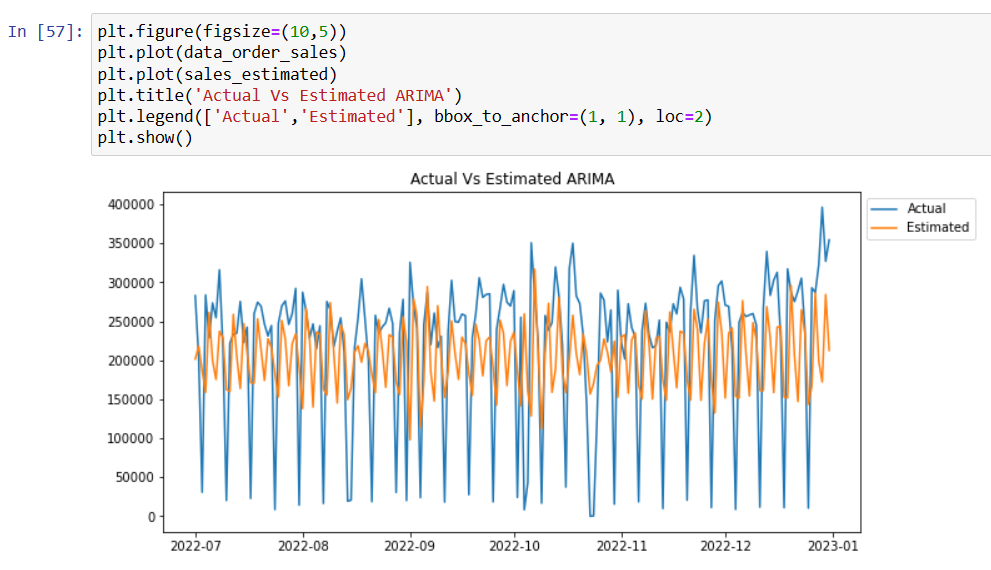 In [57]: plt.figure(figsize=(10,5))
plt.plot(data_order_sales)
plt.plot(sales_estimated)
plt.title('Actual Vs Estimated ARIMA')
plt.legend(['Actual','Estimated'], bbox_to_anchor=(1, 1), loc=2)
plt.show()
Actual Vs Estimated ARIMA
400000
350000
300000
250000
200000
150000
100000
50000
0
2022-07 2022-08 2022-09 2022-10 2022-11 2022-12 2023-01
Actual
Estimated